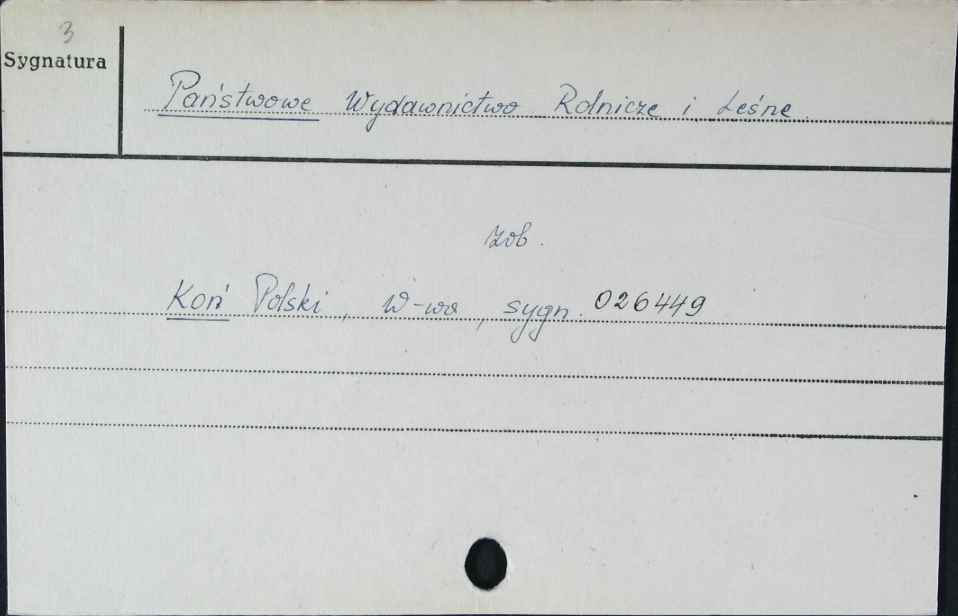 3
Sygnatura
Państwowe Wydawnictwo Rolnicze i Leśne
zob.
Koń Polski, W-wa, sygn. 026449